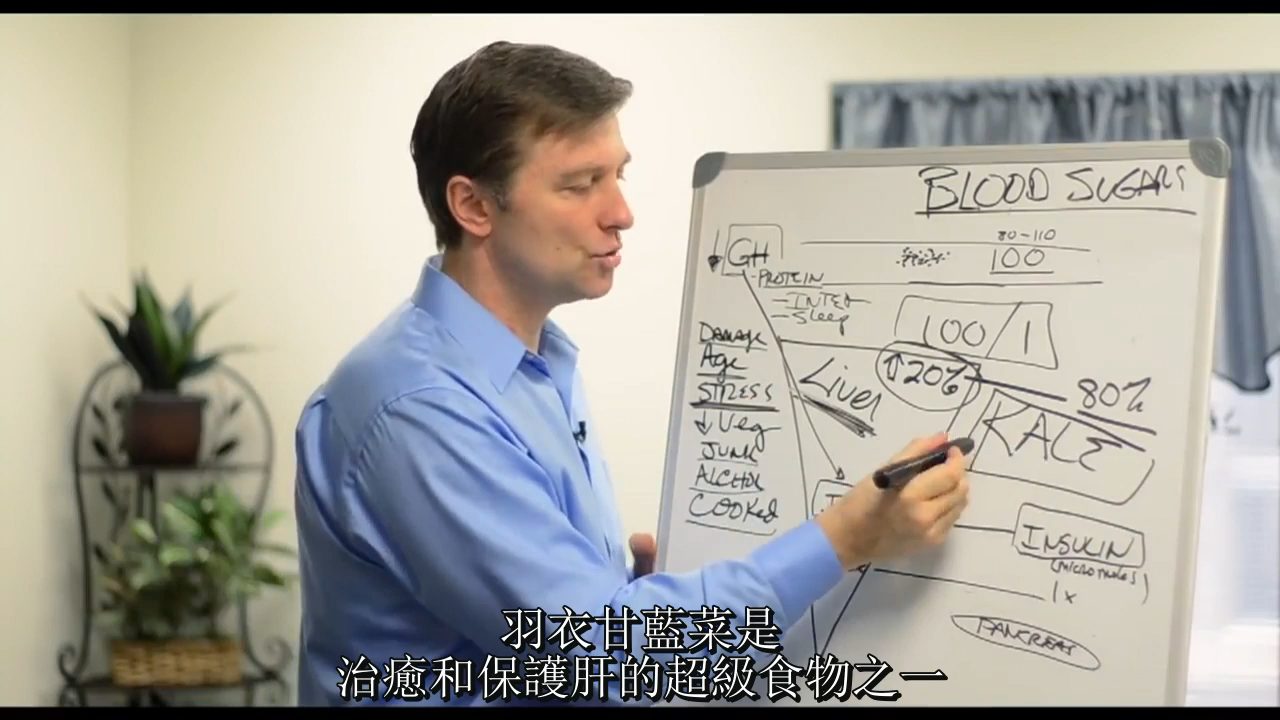 BLOOD SUGARS
80-110
100
↓ GH
-PROTEIN
-INTEX
-Sleep
100/1
Liver
↑20%
80%
KALE
DAMAGE
Age
STRESS
↓ Veg
JUNK
ALCHOL
COOKed
INSULIN
1x
PANCREAS
羽衣甘藍菜是
治癒和保護肝的超級食物之一